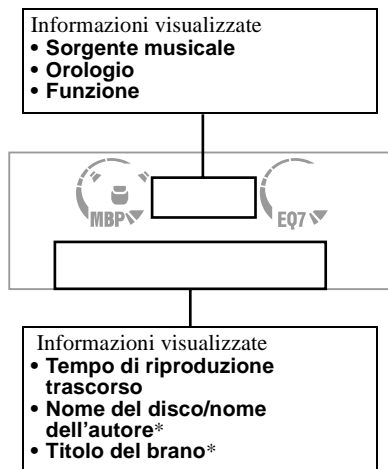 Informazioni visualizzate
• Sorgente musicale
• Orologio
• Funzione
MBP
EQ7
Informazioni visualizzate
• Tempo di riproduzione
trascorso
• Nome del disco/nome
dell'autore*
• Titolo del brano*